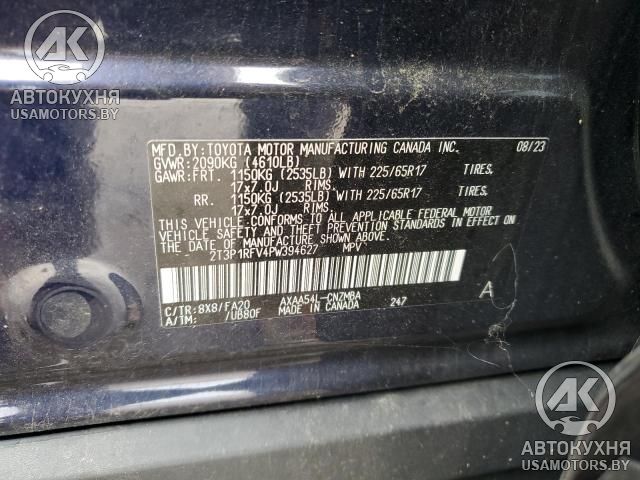 AK
АВТОКУХНЯ
USAMOTORS.BY
MFD.BY:TOYOTA MOTOR MANUFACTURING CANADA INC. 08/23
GVWR:2090KG (4610LB)
GAWR:FRT. 1150KG (2535LB) WITH 225/65R17 TIRES,
17x7.0J RIMS.
RR. 1150KG (2535LB) WITH 225/65R17 TIRES,
17x7.0J RIMS.
THIS VEHICLE CONFORMS TO ALL APPLICABLE FEDERAL MOTOR
VEHICLE SAFETY AND THEFT PREVENTION STANDARDS IN EFFECT ON
THE DATE OF MANUFACTURE SHOWN ABOVE.
2T3P1RFV4PW394627 MPV
C/TR:8X8/FA20 AXAA54L-CNZMBA 247 A
A/TM: /UB80F MADE IN CANADA
AK
АВТОКУХНЯ
USAMOTORS.BY